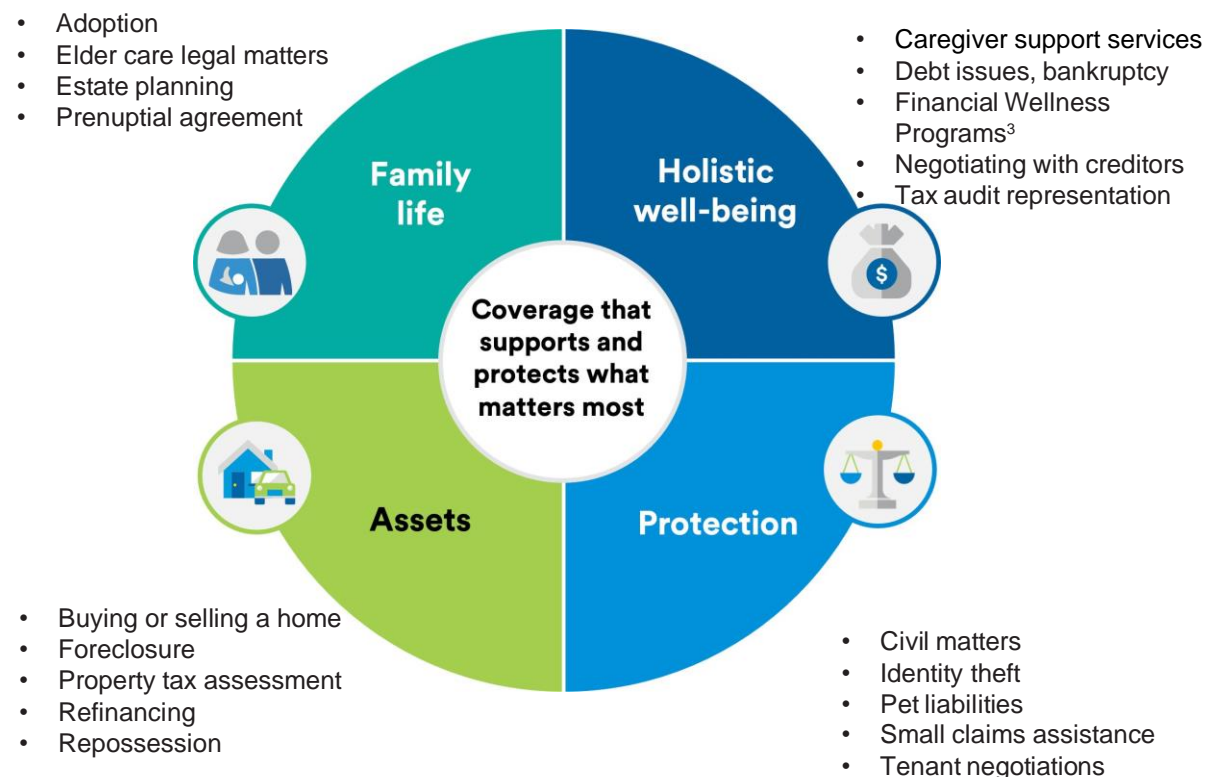 • Adoption
• Elder care legal matters
• Estate planning
• Prenuptial agreement
• Caregiver support services
• Debt issues, bankruptcy
• Financial Wellness
Programs³
• Negotiating with creditors
• Tax audit representation
Family
life
Holistic
well-being
$
Coverage that
supports and
protects what
matters most
Assets
Protection
• Buying or selling a home
• Foreclosure
• Property tax assessment
• Refinancing
• Repossession
• Civil matters
• Identity theft
• Pet liabilities
• Small claims assistance
• Tenant negotiations